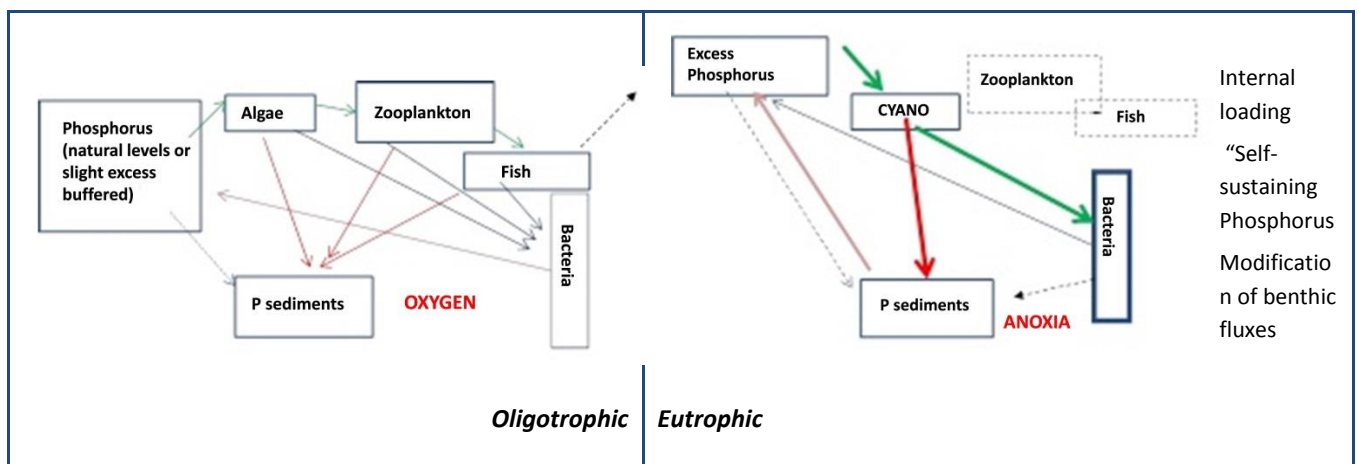 Phosphorus
(natural levels or
slight excess
buffered)
Algae
Zooplankton
Fish
Bacteria
P sediments
OXYGEN
Oligotrophic
Excess
Phosphorus
CYANO
Zooplankton
Fish
Bacteria
P sediments
ANOXIA
Internal
loading
“Self-
sustaining
Phosphorus
Modificatio
n of benthic
fluxes
Eutrophic